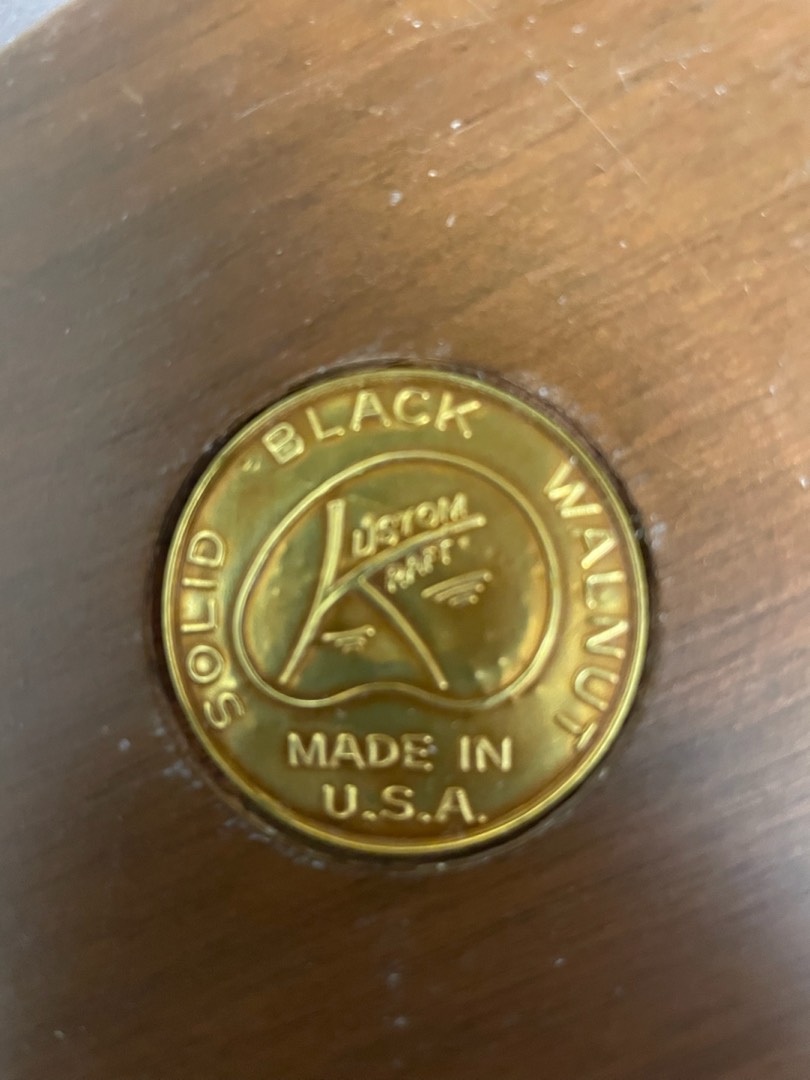 SOLID BLACK WALNUT
KUSTOM
KRAFT
MADE IN
U.S.A.